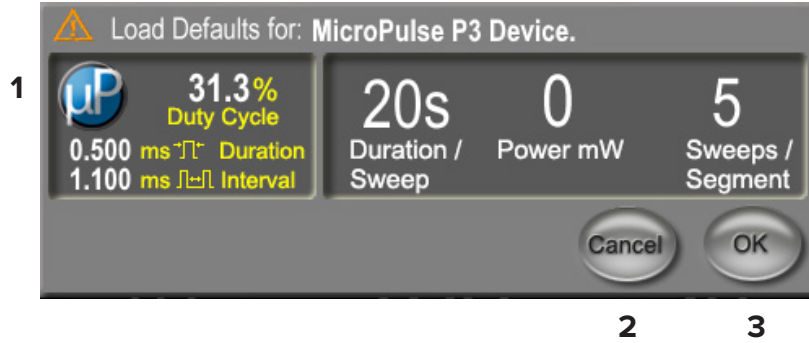 Load Defaults for: MicroPulse P3 Device.
1
µP
31.3%
Duty Cycle
0.500 ms Duration
1.100 ms Interval
20s
Duration /
Sweep
0
Power mW
5
Sweeps /
Segment
Cancel
OK
2
3